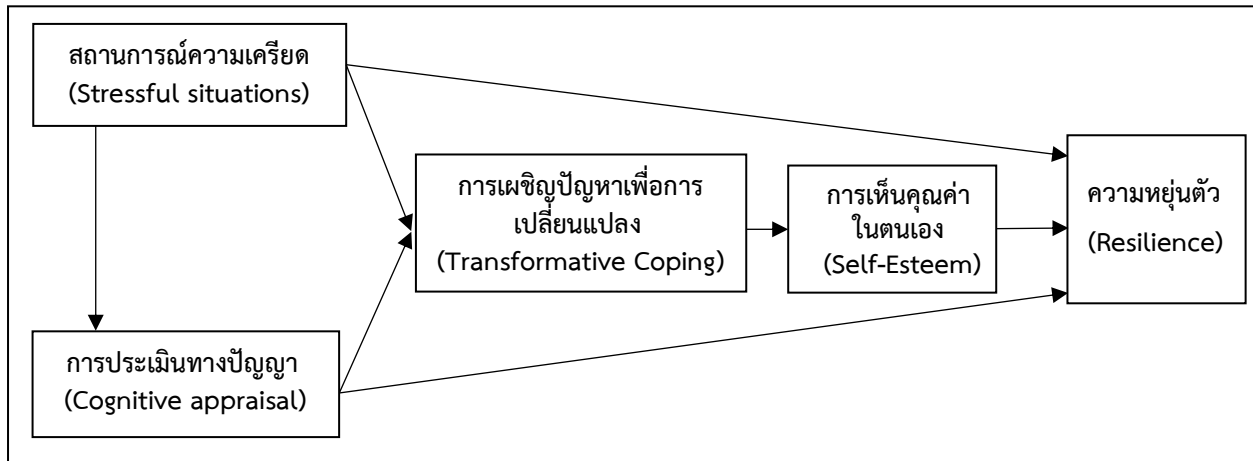 สถานการณ์ความเครียด
(Stressful situations)
การเผชิญปัญหาเพื่อการ
เปลี่ยนแปลง
(Transformative Coping)
การเห็นคุณค่า
ในตนเอง
(Self-Esteem)
ความหยุ่นตัว
(Resilience)
การประเมินทางปัญญา
(Cognitive appraisal)